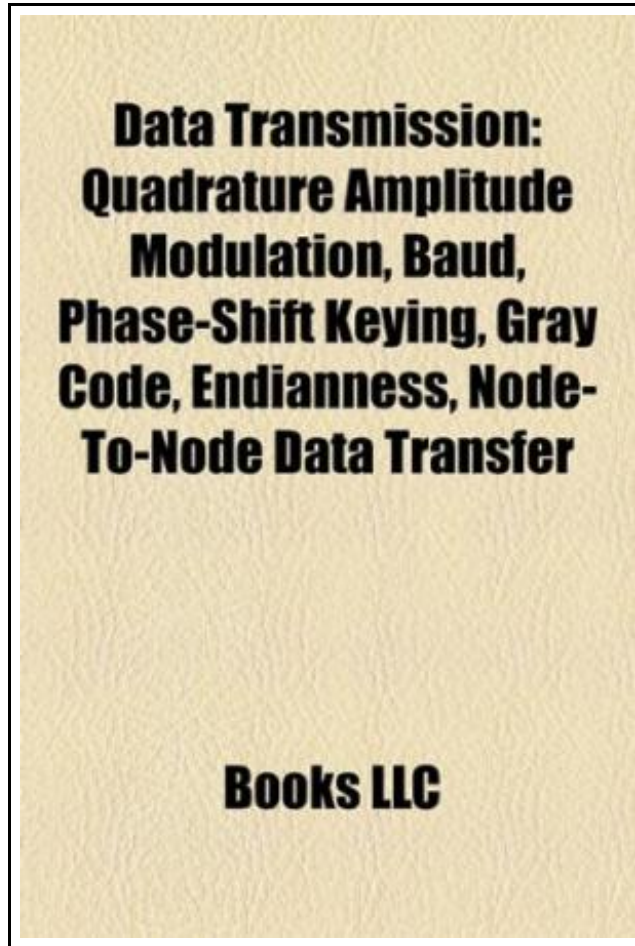 Data Transmission:
Quadrature Amplitude
Modulation, Baud,
Phase-Shift Keying, Gray
Code, Endianness, Node-
To-Node Data Transfer
Books LLC